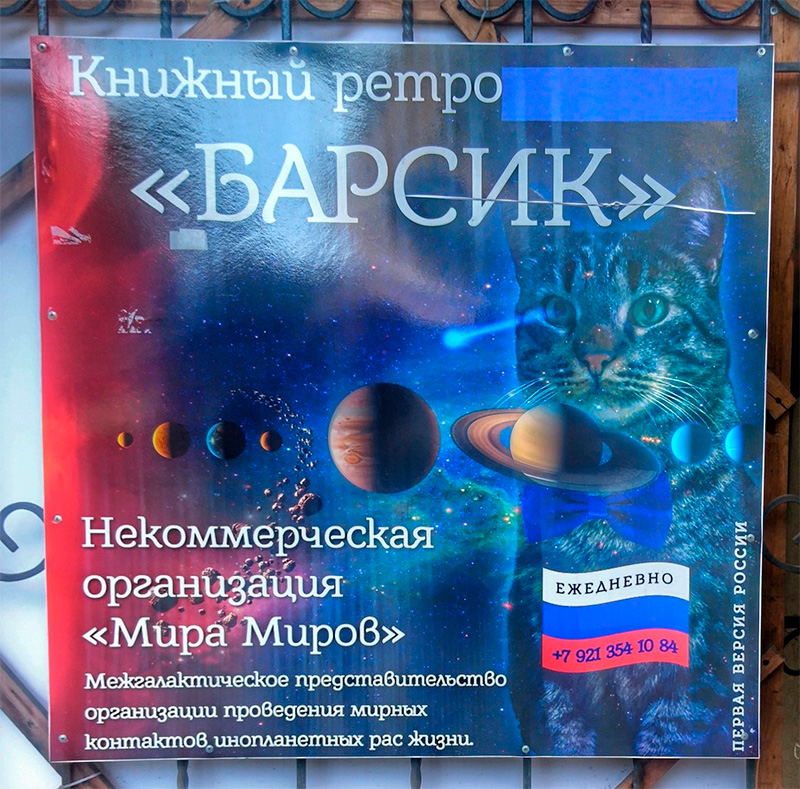 Книжный ретро
«БАРСИК»
Некоммерческая
организация
«Мира Миров»
Межгалактическое представительство
организации проведения мирных
контактов инопланетных рас жизни.
ЕЖЕДНЕВНО
+7 921 354 10 84
ПЕРВАЯ ВЕРСИЯ РОССИИ